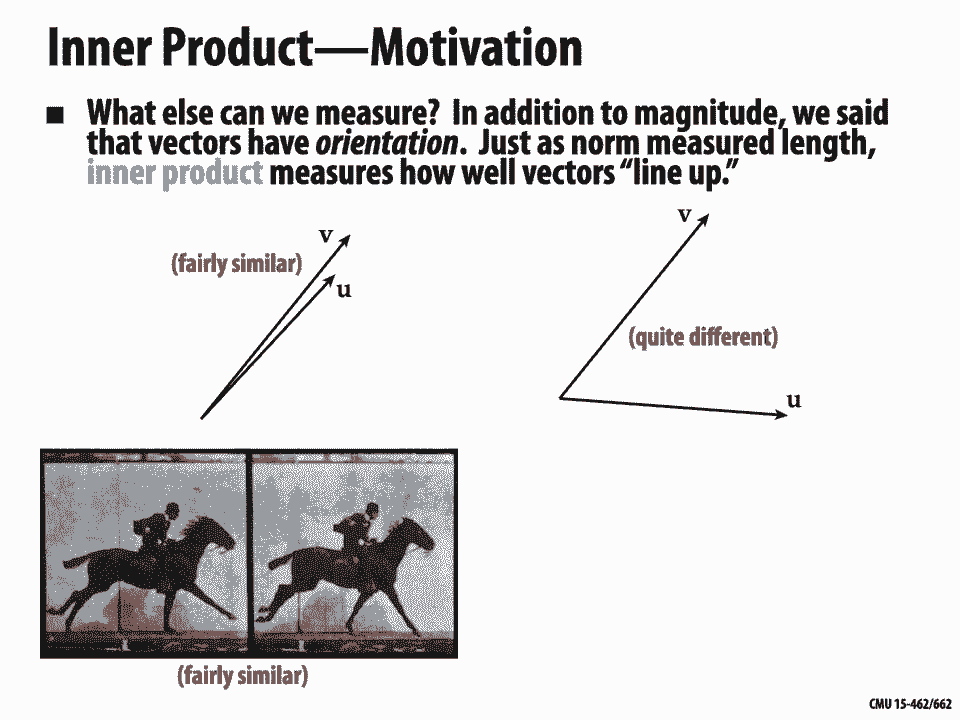 Inner Product—Motivation
■ What else can we meas? In addition to magnitude, we said
that vectors have orientation. Just as norm measured length,
inner product measures how well vectors “line up.”
v
(fairly similar)
u
v
(quite different)
u
(fairly similar)
CMU 15-462/662